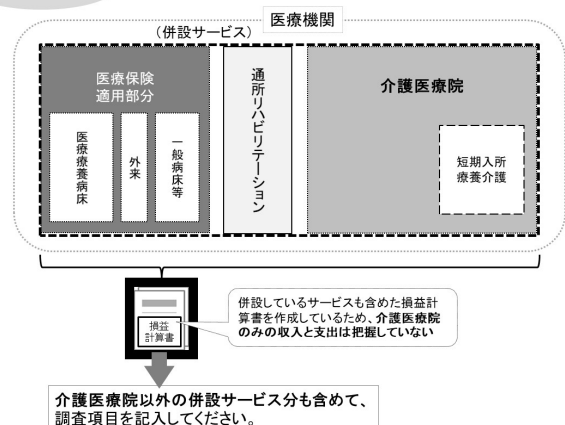 医療機関
（併設サービス）
医療保険
適用部分
医療療養病床
外来
一般病床等
通所リハビリテーション
介護医療院
短期入所
療養介護
損益
計算書
併設しているサービスも含めた損益計
算書を作成しているため、介護医療院
のみの収入と支出は把握していない
介護医療院以外の併設サービス分も含めて、
調査項目を記入してください。